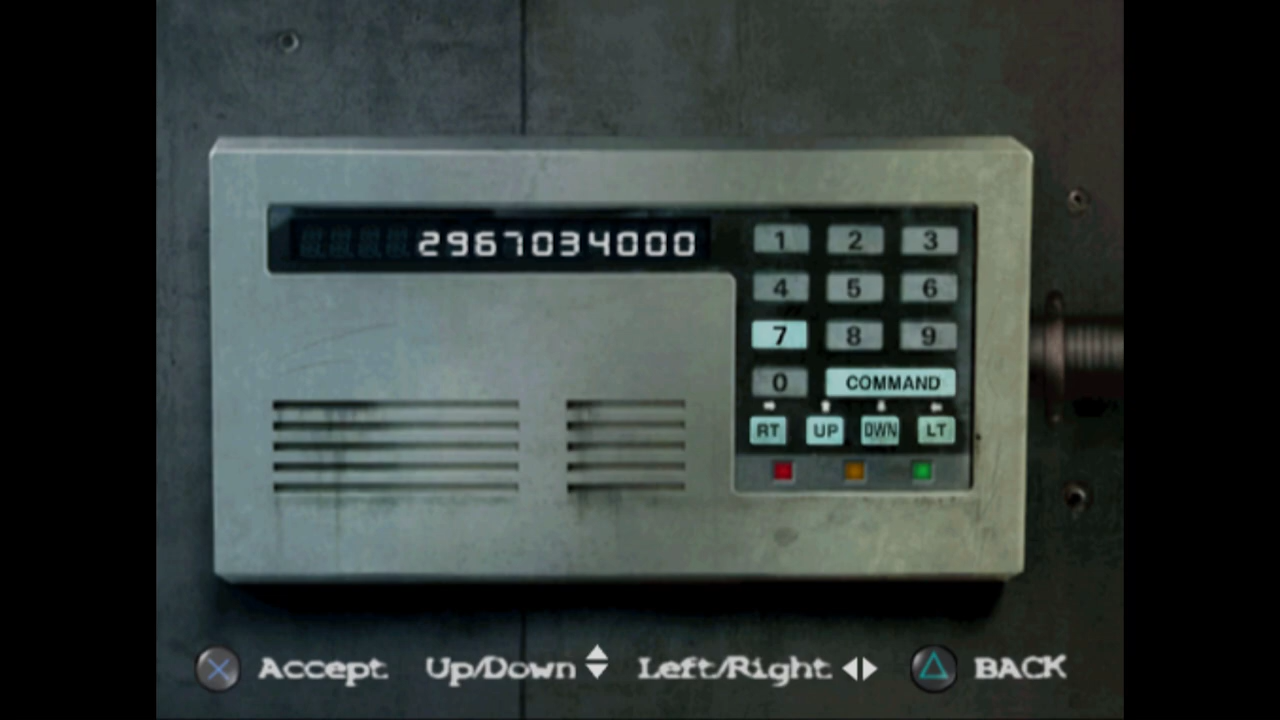 2967034000
1 2 3
4 5 6
7 8 9
0 COMMAND
RT UP DWN LT
Accept Up/Down Left/Right BACK